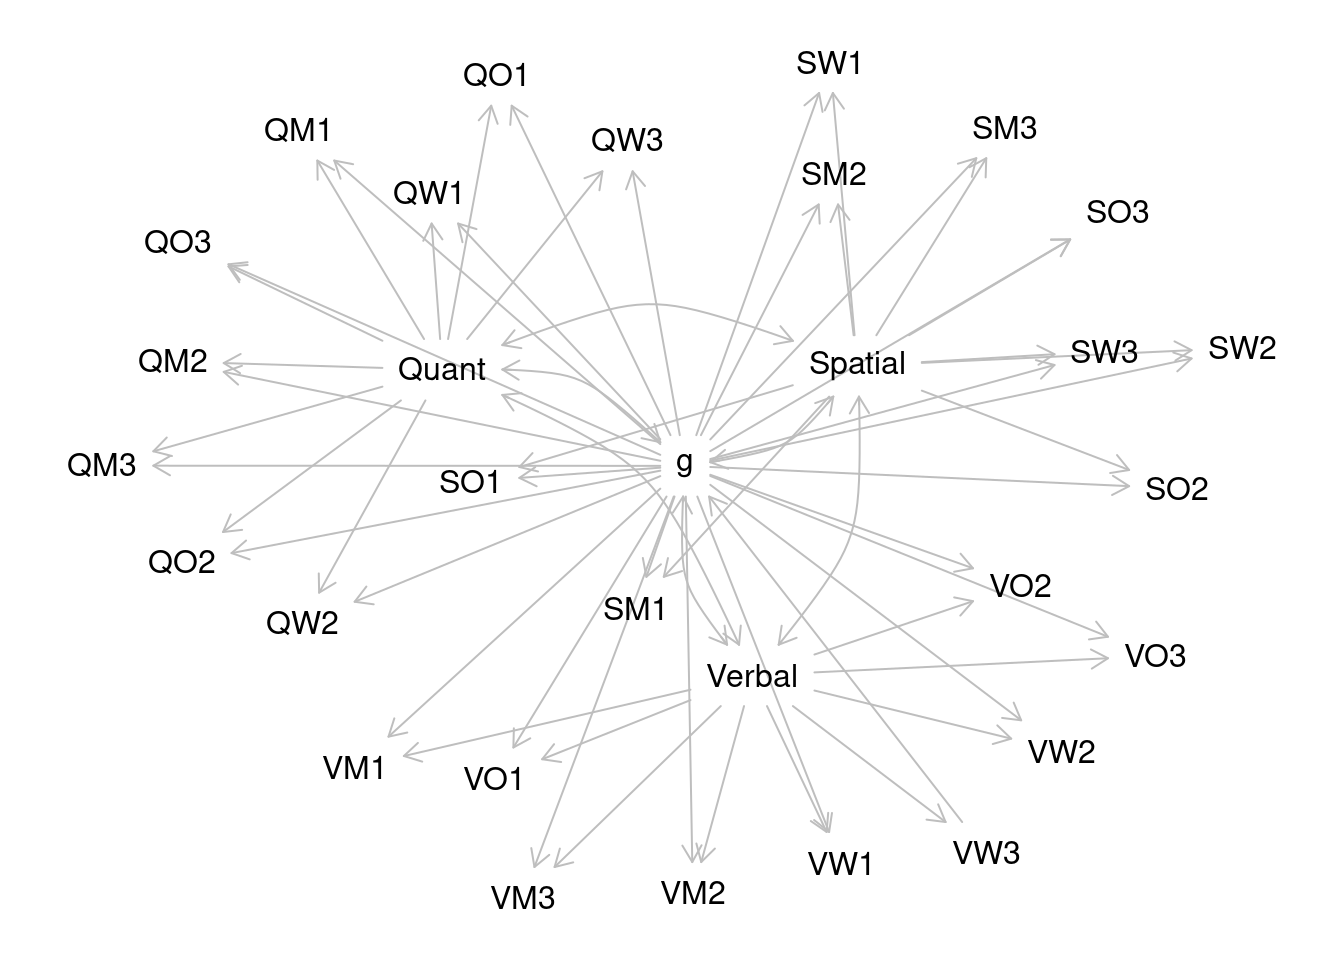 SW1
QO1
QM1
SM3
QW3
SM2
QW1
SO3
QO3
SW2
SW3
QM2
Spatial
Quant
g
QM3
SO1
SO2
QO2
VO2
SM1
QW2
VO3
Verbal
VW2
VM1
VO1
VW3
VW1
VM2
VM3